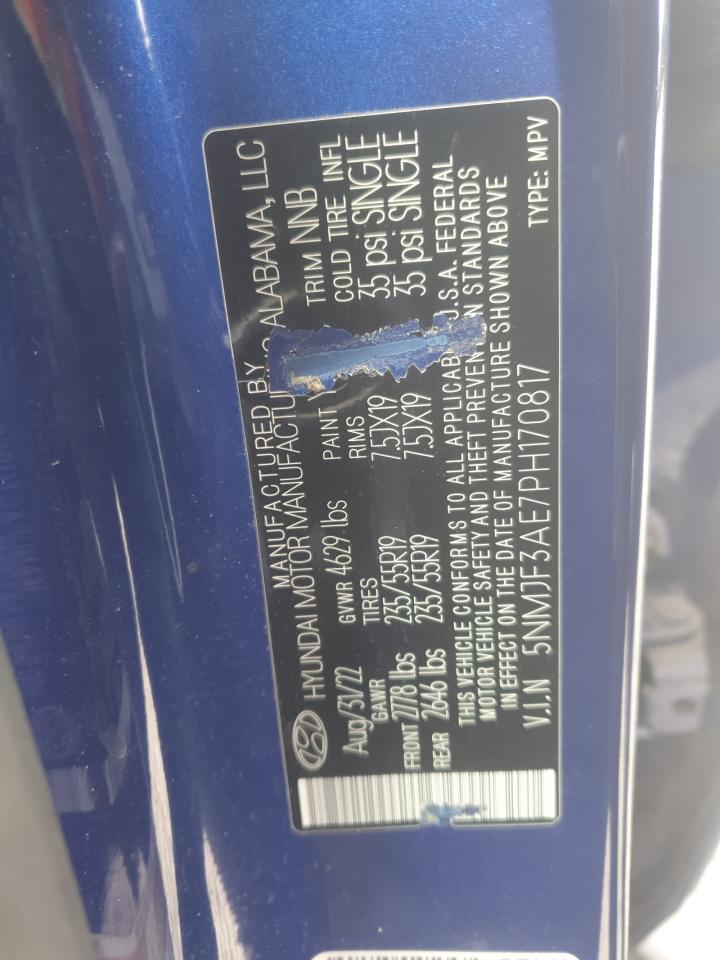 MANUFACTURED BY
HYUNDAI MOTOR MANUFACTU ALABAMA, LLC
Aug/31/22 GVWR 4629 lbs PAINT TRIM NNB
GAWR TIRES RIMS COLD TIRE INFL
FRONT 2778 lbs 235/55R19 7.5JX19 35 psi SINGLE
REAR 2646 lbs 235/55R19 7.5JX19 35 psi SINGLE
THIS VEHICLE CONFORMS TO ALL APPLICAB .S.A. FEDERAL
MOTOR VEHICLE SAFETY AND THEFT PREVENT N STANDARDS
IN EFFECT ON THE DATE OF MANUFACTURE SHOWN ABOVE
V.I.N 5NMJF3AE7PH170817 TYPE: MPV